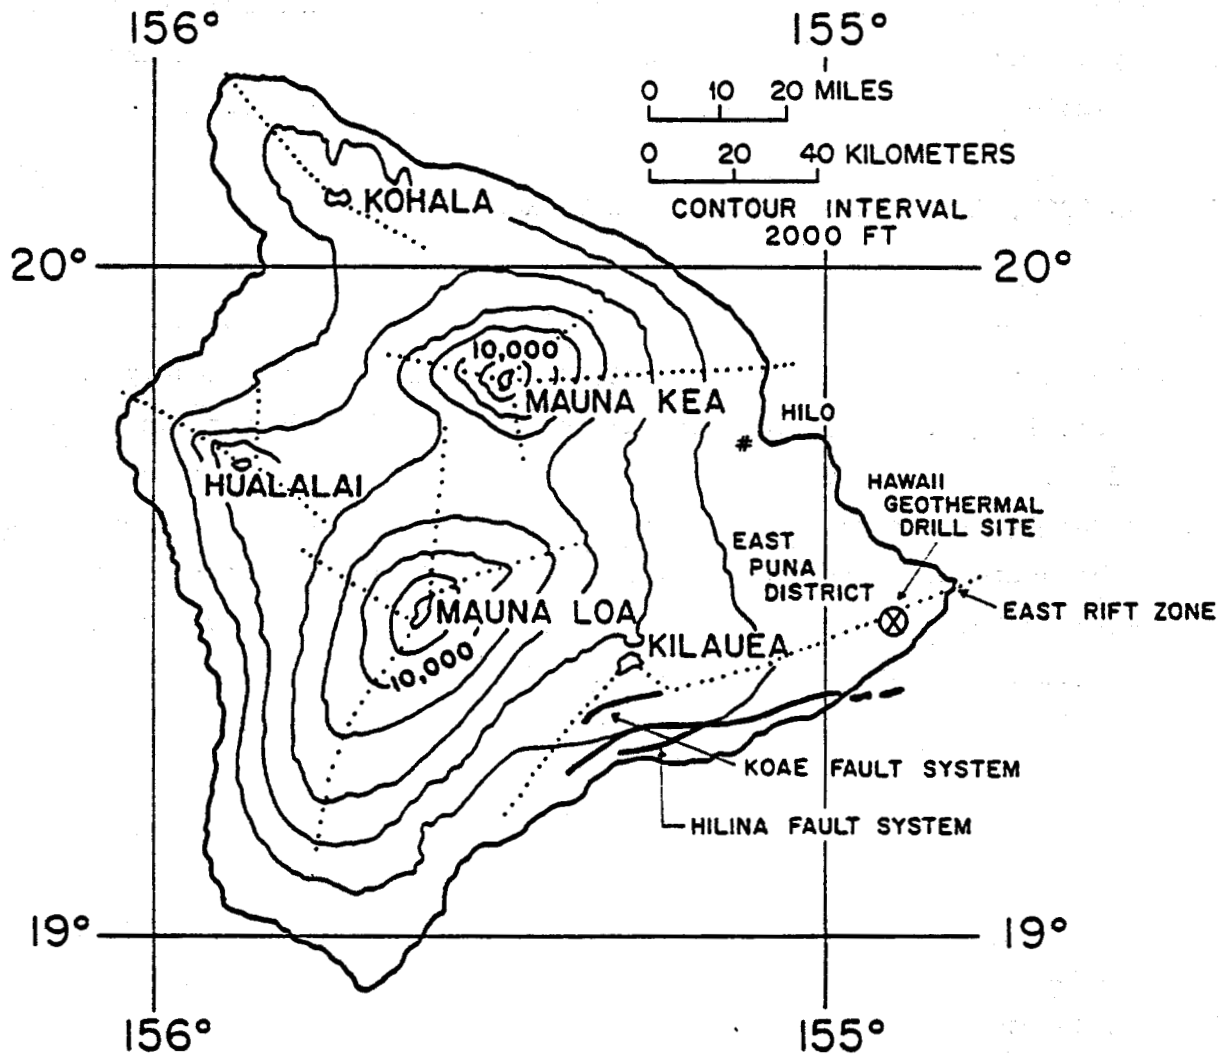 156°
155°
0 10 20 MILES
0 20 40 KILOMETERS
CONTOUR INTERVAL
2000 FT
KOHALA
20°
20°
10,000
MAUNA KEA
HILO
#
HUALALAI
HAWAII
GEOTHERMAL
DRILL SITE
EAST
PUNA
DISTRICT
MAUNA LOA
EAST RIFT ZONE
KILAUEA
10,000
KOAE FAULT SYSTEM
HILINA FAULT SYSTEM
19°
19°
156°
155°